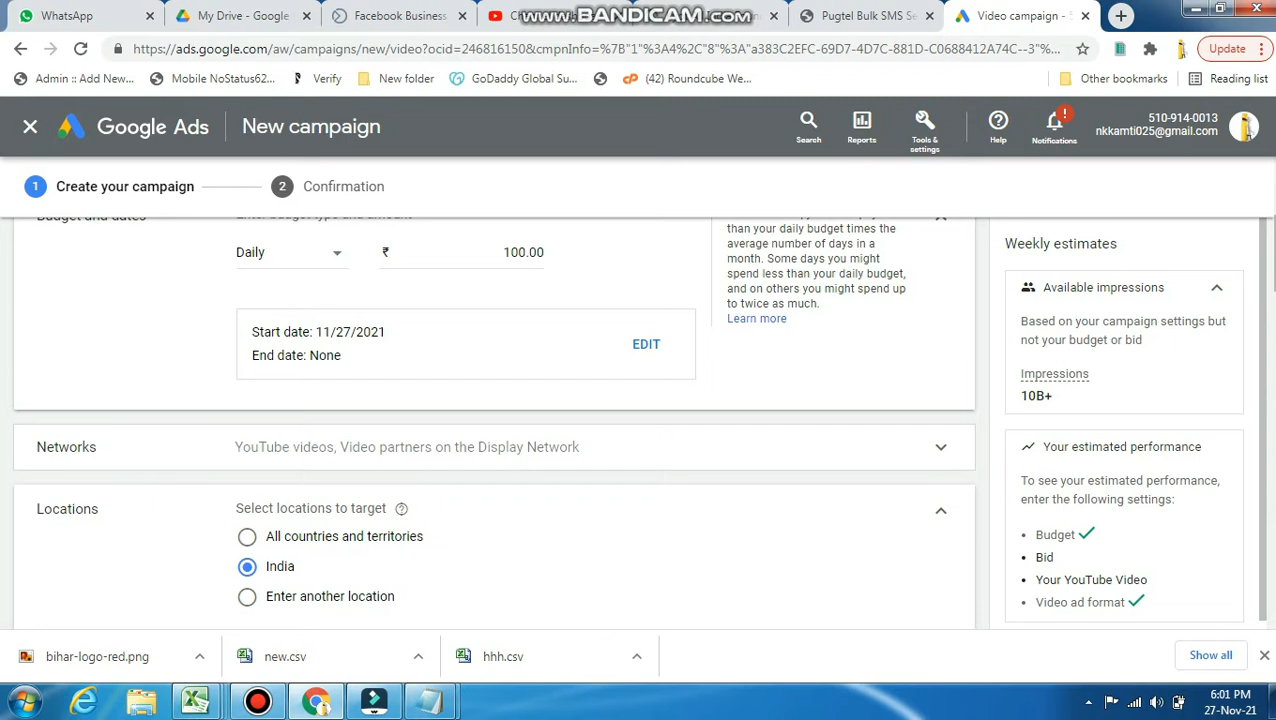 WhatsApp
My Drive - Google
Facebook Business
www.BANDICAM.com
Pugtel Bulk SMS Se
Video campaign -
https://ads.google.com/aw/campaigns/new/video?ocid=248616150&cmpnInfo=%7B"1"%3A4%2C"8"%3A"a383C2EFC-69D7-4D7C-881D-C0688412A74C--3"%...
Update
Admin :: Add New...
Mobile NoStatus62...
Verify
New folder
GoDaddy Global Su...
(42) Roundcube We...
Other bookmarks
Reading list
Google Ads
New campaign
Search
Reports
Tools & settings
Help
Notifications
510-914-0013
nkkamti025@gmail.com
1 Create your campaign
2 Confirmation
Budget and dates
Enter budget type and amount
Daily
₹ 100.00
than your daily budget times the
average number of days in a
month. Some days you might
spend less than your daily budget,
and on others you might spend up
to twice as much.
Learn more
Start date: 11/27/2021
End date: None
EDIT
Networks
YouTube videos, Video partners on the Display Network
Locations
Select locations to target
All countries and territories
India
Enter another location
Weekly estimates
Available impressions
Based on your campaign settings but
not your budget or bid
Impressions
10B+
Your estimated performance
To see your estimated performance,
enter the following settings:
• Budget
• Bid
• Your YouTube Video
• Video ad format
bihar-logo-red.png
new.csv
hhh.csv
Show all
6:01 PM
27-Nov-21